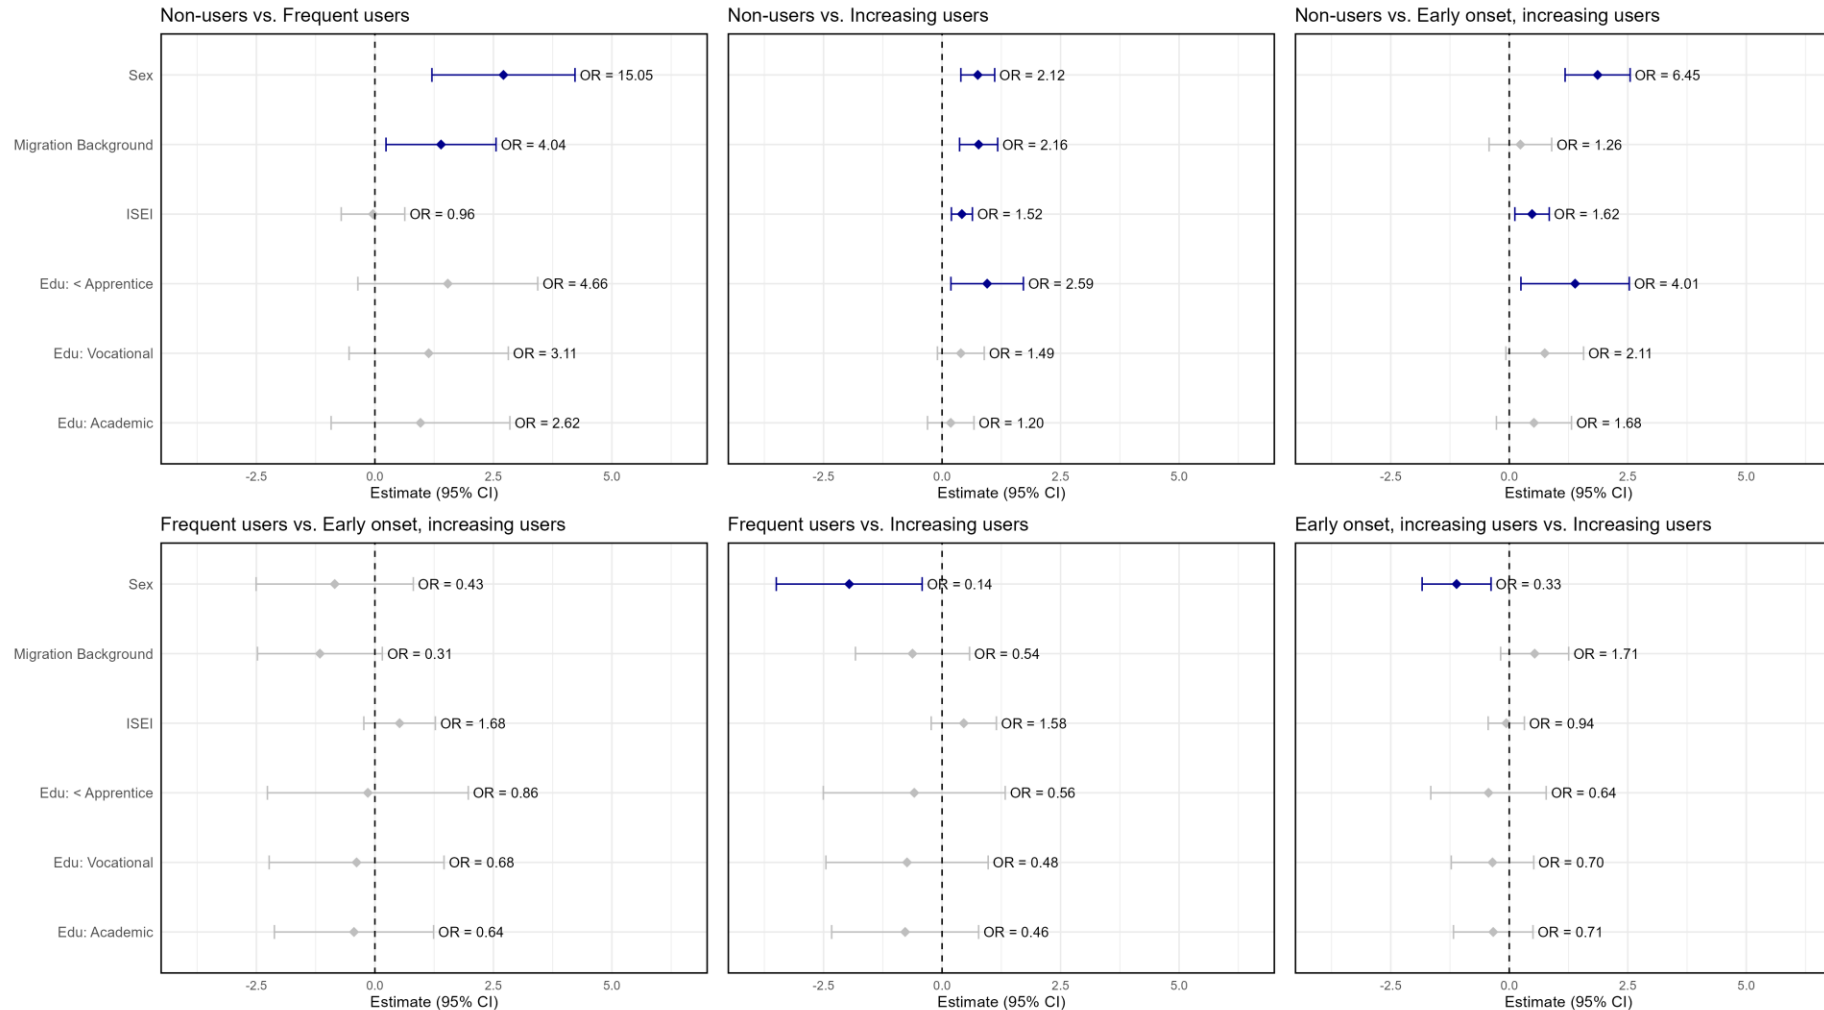 Non-users vs. Frequent users
Sex
OR = 15.05
Migration Background
OR = 4.04
ISEI
OR = 0.96
Edu: < Apprentice
OR = 4.66
Edu: Vocational
OR = 3.11
Edu: Academic
OR = 2.62
-2.5 0.0 2.5 5.0
Estimate (95% CI)
Non-users vs. Increasing users
OR = 2.12
OR = 2.16
OR = 1.52
OR = 2.59
OR = 1.49
OR = 1.20
-2.5 0.0 2.5 5.0
Estimate (95% CI)
Non-users vs. Early onset, increasing users
OR = 6.45
OR = 1.26
OR = 1.62
OR = 4.01
OR = 2.11
OR = 1.68
-2.5 0.0 2.5 5.0
Estimate (95% CI)
Frequent users vs. Early onset, increasing users
Sex
OR = 0.43
Migration Background
OR = 0.31
ISEI
OR = 1.68
Edu: < Apprentice
OR = 0.86
Edu: Vocational
OR = 0.68
Edu: Academic
OR = 0.64
-2.5 0.0 2.5 5.0
Estimate (95% CI)
Frequent users vs. Increasing users
OR = 0.14
OR = 0.54
OR = 1.58
OR = 0.56
OR = 0.48
OR = 0.46
-2.5 0.0 2.5 5.0
Estimate (95% CI)
Early onset, increasing users vs. Increasing users
OR = 0.33
OR = 1.71
OR = 0.94
OR = 0.64
OR = 0.70
OR = 0.71
-2.5 0.0 2.5 5.0
Estimate (95% CI)